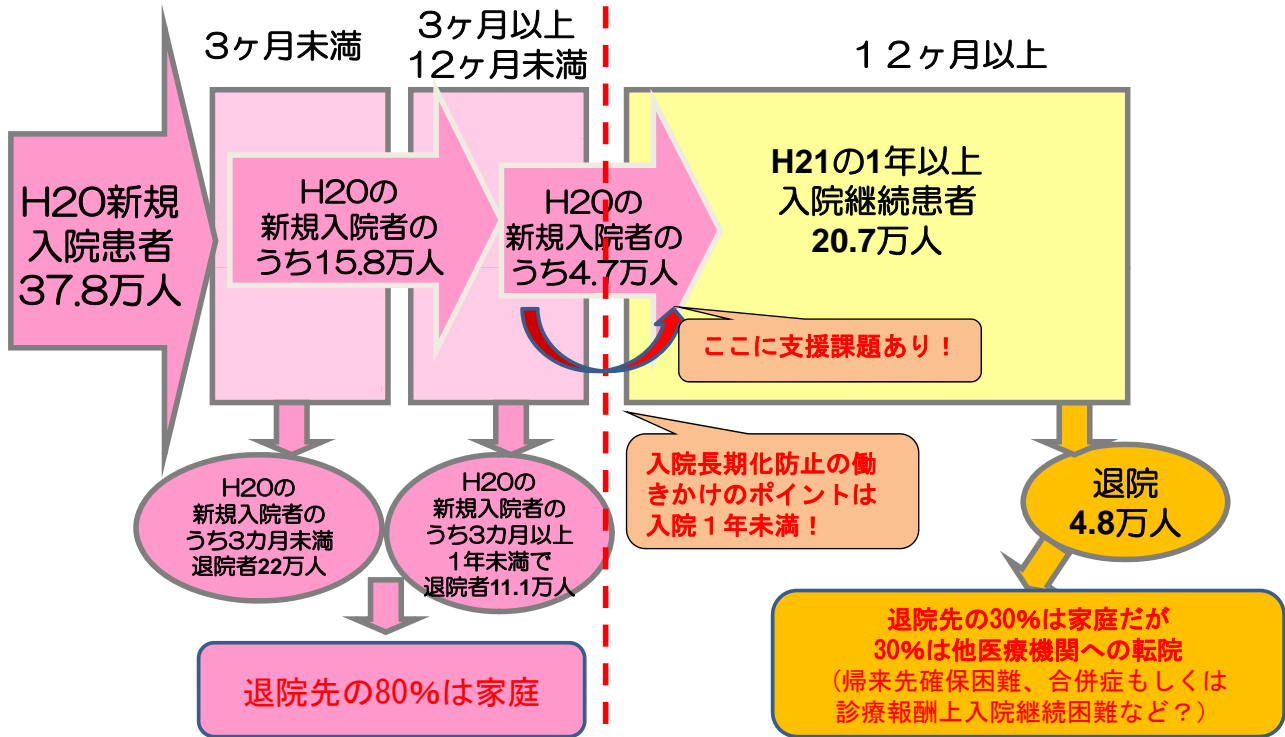 3ヶ月未満
3ヶ月以上
12ヶ月未満
１２ヶ月以上
H20新規
入院患者
37.8万人
H20の
新規入院者の
うち15.8万人
H20の
新規入院者の
うち4.7万人
H21の1年以上
入院継続患者
20.7万人
ここに支援課題あり！
入院長期化防止の働
きかけのポイントは
入院１年未満！
H20の
新規入院者の
うち3カ月未満
退院者22万人
H20の
新規入院者の
うち3カ月以上
1年未満で
退院者11.1万人
退院
4.8万人
退院先の80%は家庭
退院先の30%は家庭だが
30%は他医療機関への転院
（帰来先確保困難、合併症もしくは
診療報酬上入院継続困難など？）